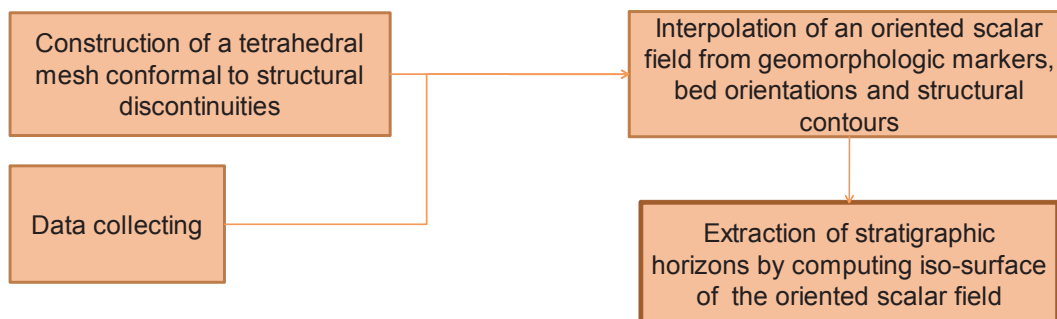 Construction of a tetrahedral
mesh conformal to structural
discontinuities
Data collecting
Interpolation of an oriented scalar
field from geomorphologic markers,
bed orientations and structural
contours
Extraction of stratigraphic
horizons by computing iso-surface
of the oriented scalar field